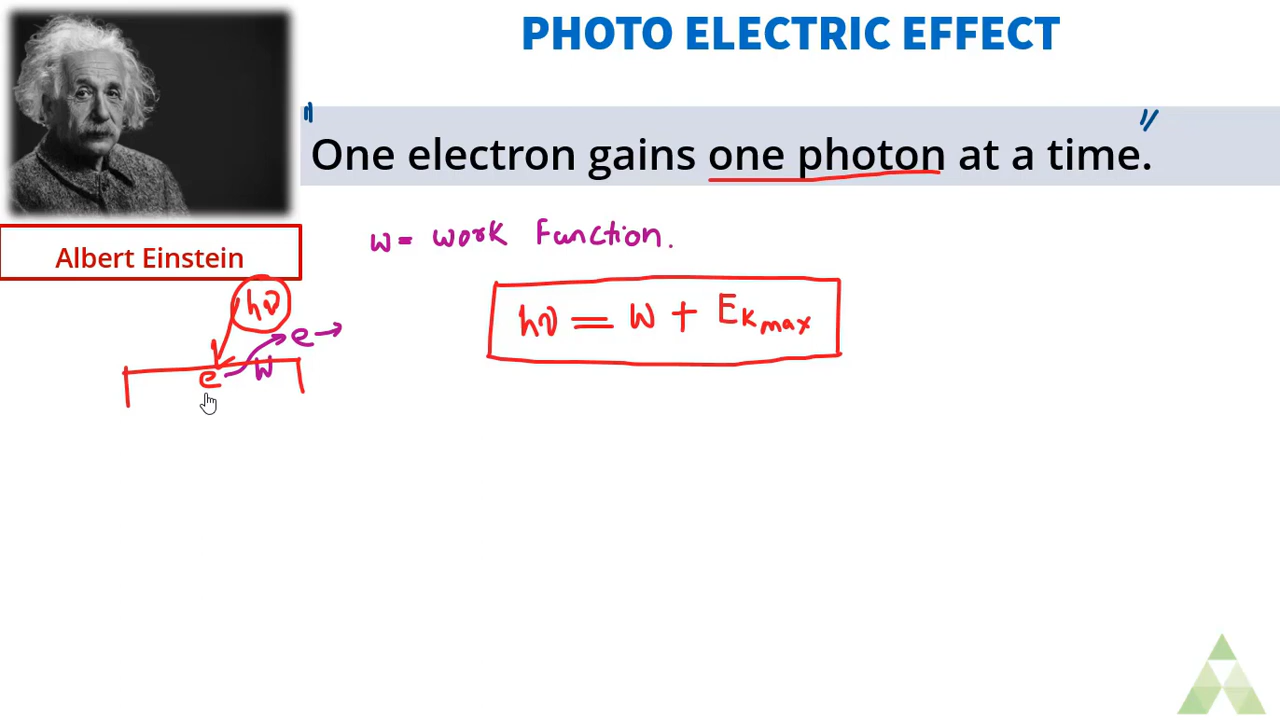 PHOTO ELECTRIC EFFECT
"One electron gains one photon at a time."
W = Work Function.
Albert Einstein
hν
hν = W + EKmax
e →
e W